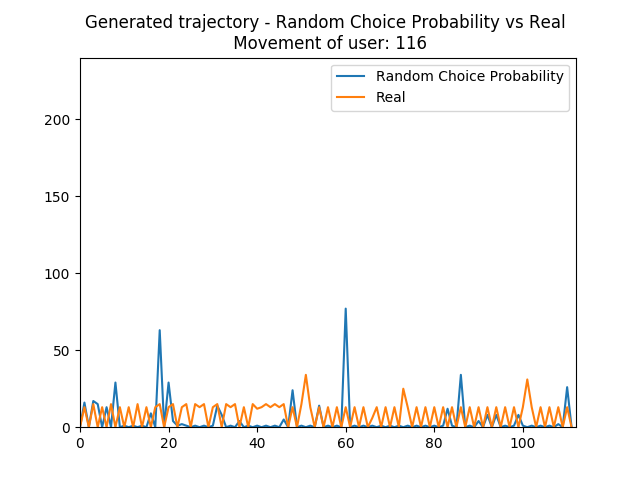 Generated trajectory - Random Choice Probability vs Real
Movement of user: 116
Random Choice Probability
Real
200
150
100
50
0
0 20 40 60 80 100